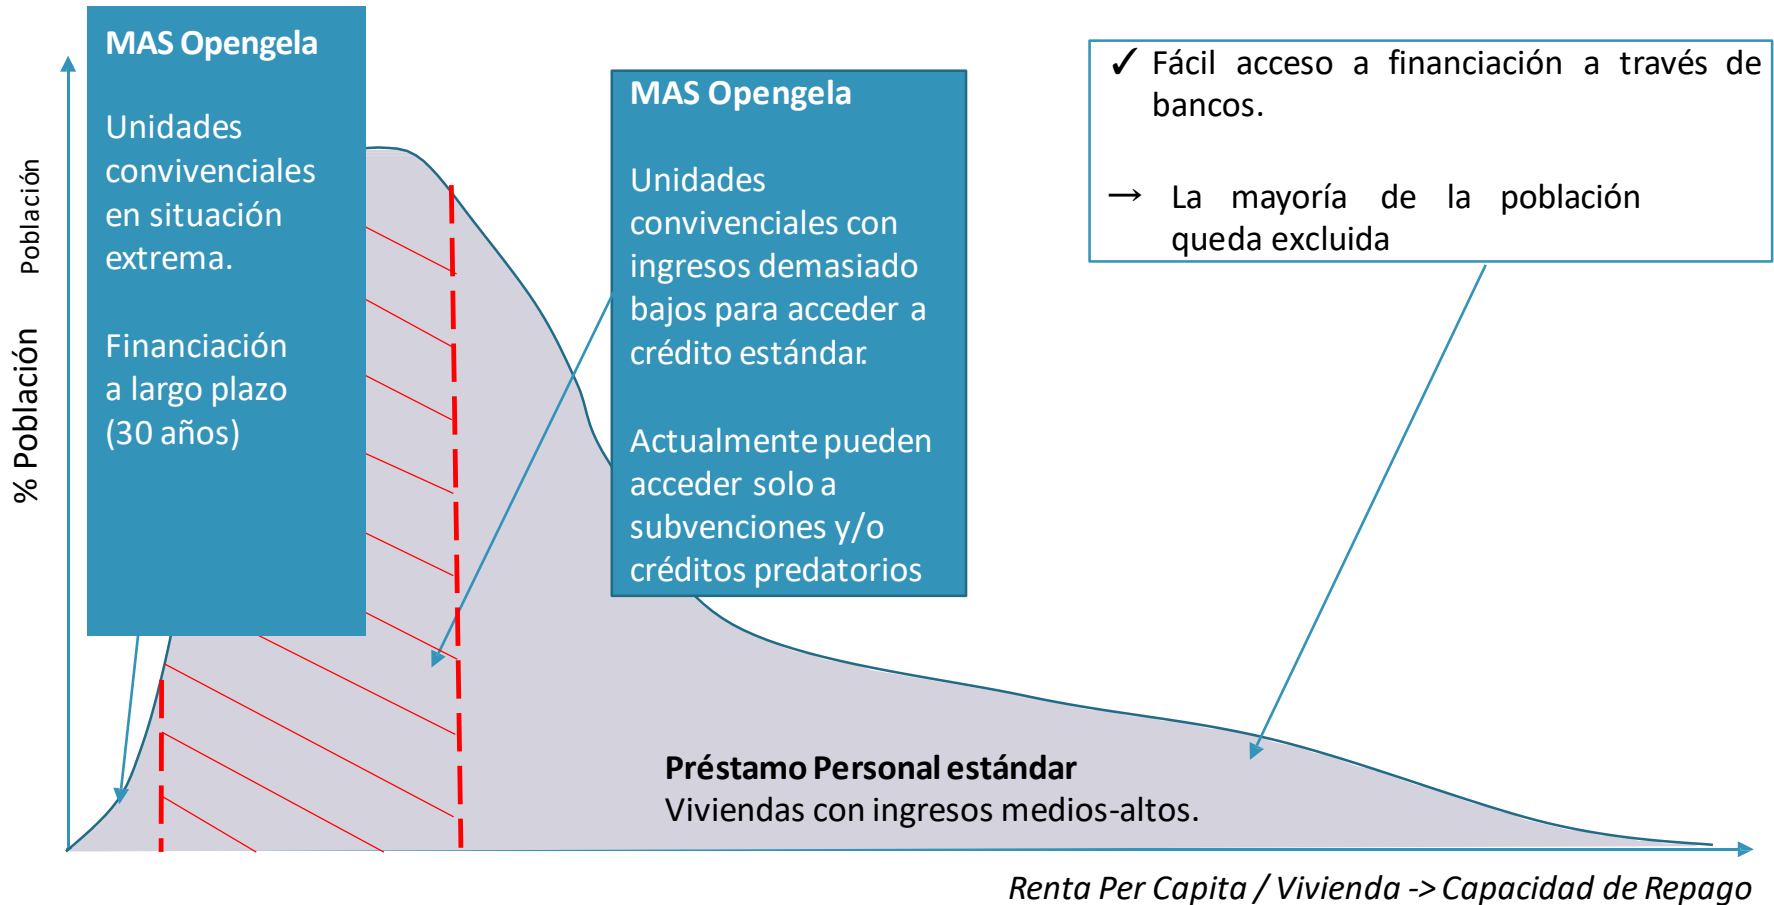 MAS Opengela
Unidades
convivenciales
en situación
extrema.
Financiación
a largo plazo
(30 años)
MAS Opengela
Unidades
convivenciales con
ingresos demasiado
bajos para acceder a
crédito estándar.
Actualmente pueden
acceder solo a
subvenciones y/o
créditos predatorios
✓ Fácil acceso a financiación a través de
bancos.
→ La mayoría de la población
queda excluida
% Población
Población
Préstamo Personal estándar
Viviendas con ingresos medios-altos.
Renta Per Capita / Vivienda -> Capacidad de Repago